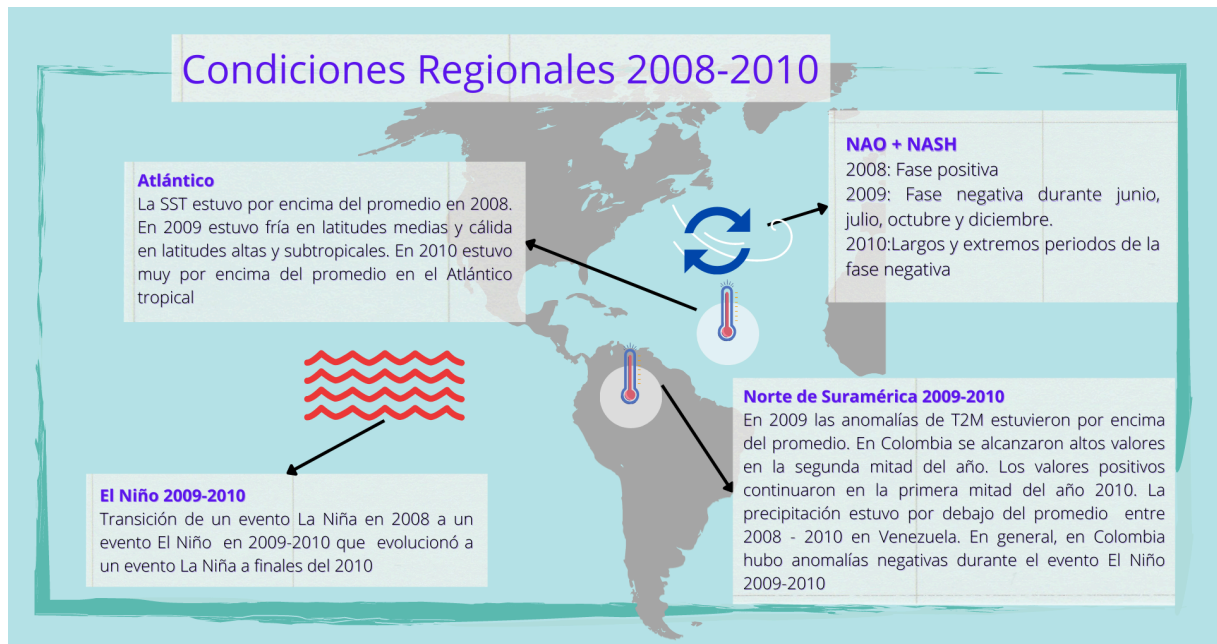 Condiciones Regionales 2008-2010
Atlántico
La SST estuvo por encima del promedio en 2008.
En 2009 estuvo fría en latitudes medias y cálida
en latitudes altas y subtropicales. En 2010 estuvo
muy por encima del promedio en el Atlántico
tropical
NAO + NASH
2008: Fase positiva
2009: Fase negativa durante junio,
julio, octubre y diciembre.
2010:Largos y extremos periodos de la
fase negativa
El Niño 2009-2010
Transición de un evento La Niña en 2008 a un
evento El Niño en 2009-2010 que evolucionó a
un evento La Niña a finales del 2010
Norte de Suramérica 2009-2010
En 2009 las anomalías de T2M estuvieron por encima
del promedio. En Colombia se alcanzaron altos valores
en la segunda mitad del año. Los valores positivos
continuaron en la primera mitad del año 2010. La
precipitación estuvo por debajo del promedio entre
2008 - 2010 en Venezuela. En general, en Colombia
hubo anomalías negativas durante el evento El Niño
2009-2010